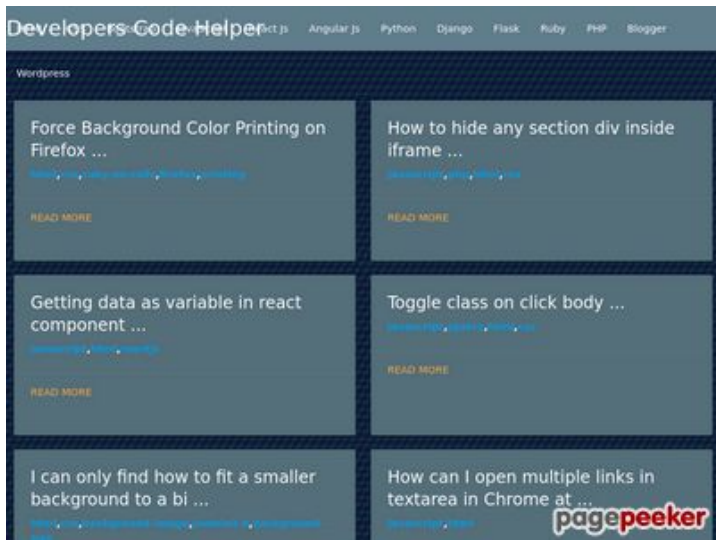 Developers Code Helper
Angular Js Python Django Flask Ruby PHP Blogger
Wordpress
Force Background Color Printing on
Firefox ...
READ MORE
How to hide any section div inside
iframe ...
READ MORE
Getting data as variable in react
component ...
READ MORE
Toggle class on click body ...
READ MORE
I can only find how to fit a smaller
background to a bi ...
How can I open multiple links in
textarea in Chrome at ...
pagepeeker